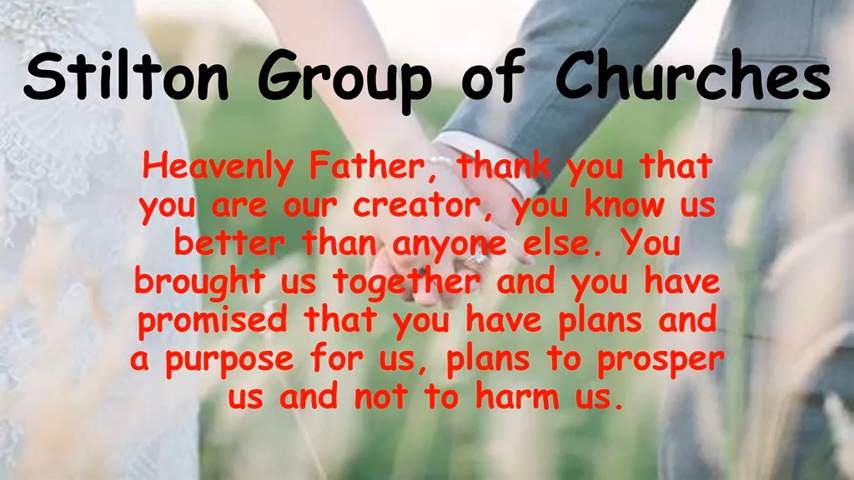 Stilton Group of Churches
Heavenly Father, thank you that
you are our creator, you know us
better than anyone else. You
brought us together and you have
promised that you have plans and
a purpose for us, plans to prosper
us and not to harm us.